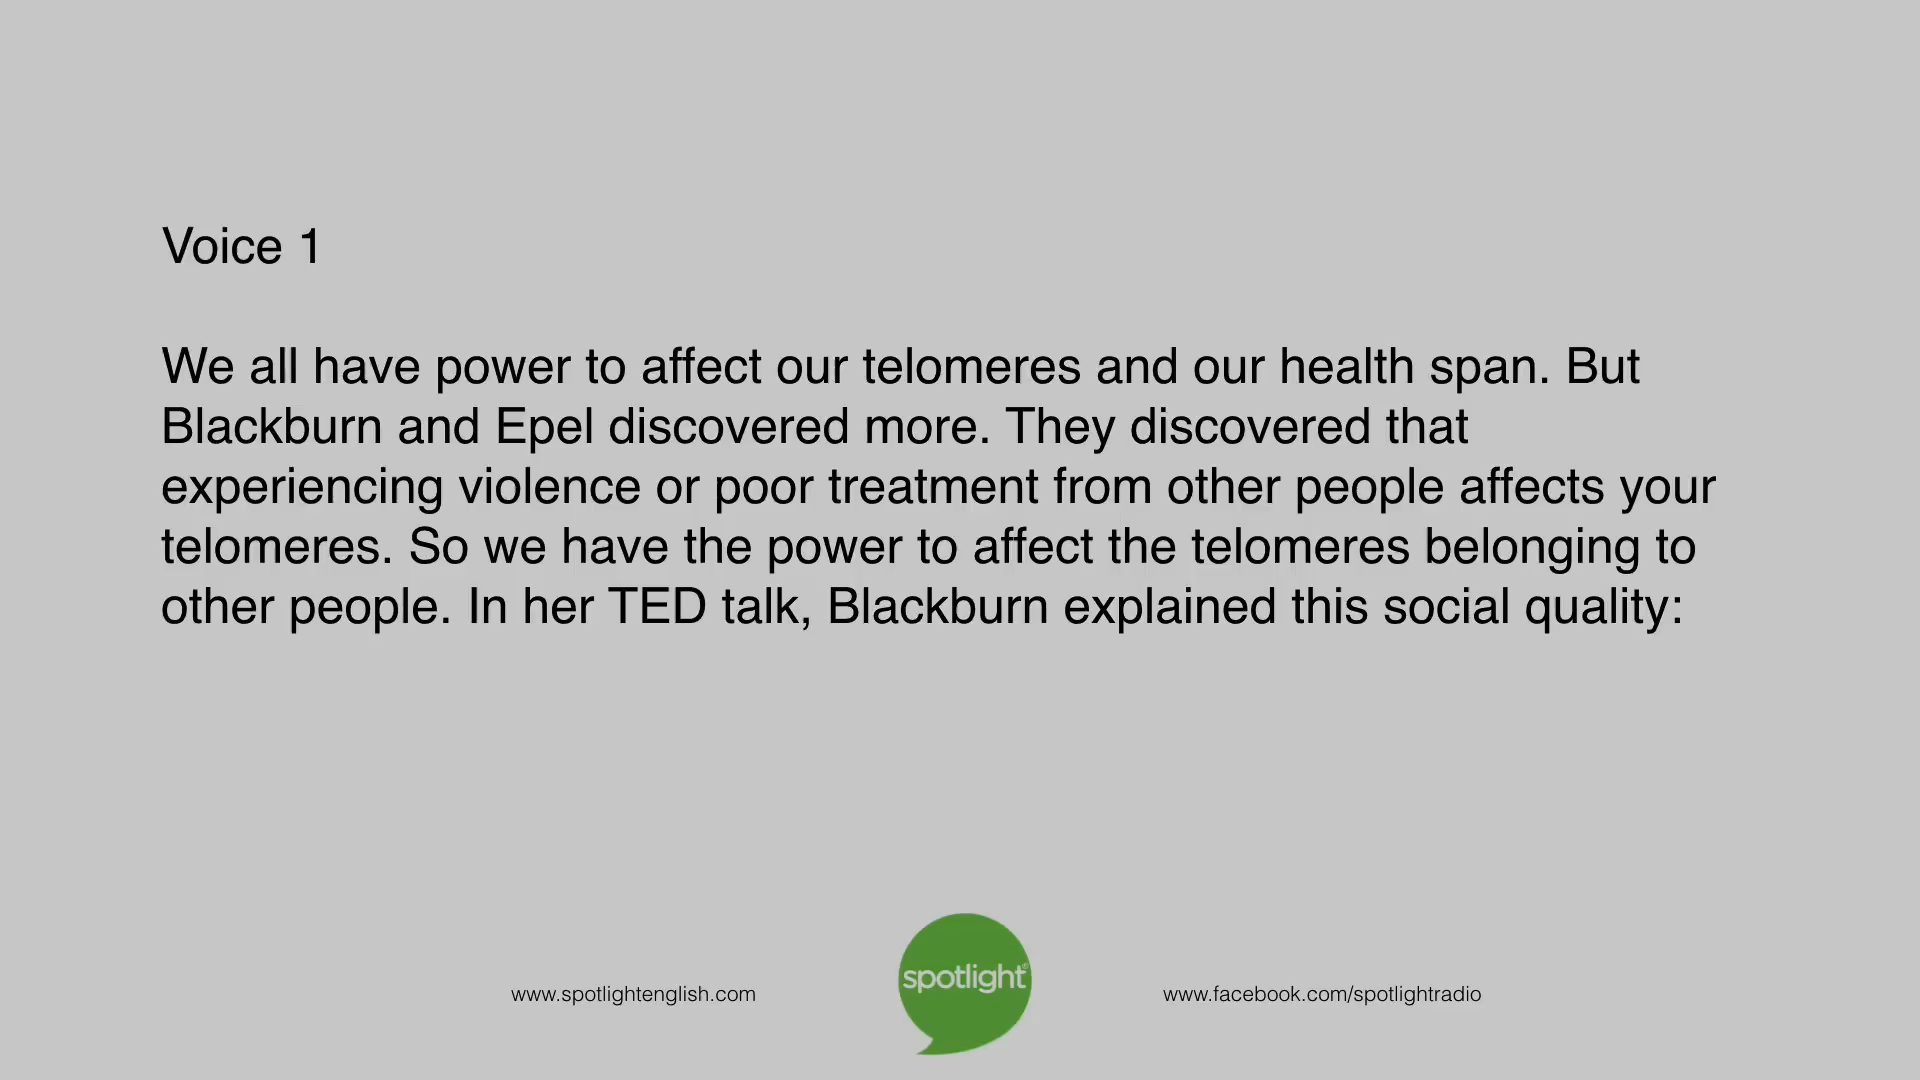 Voice 1
We all have power to affect our telomeres and our health span. But
Blackburn and Epel discovered more. They discovered that
experiencing violence or poor treatment from other people affects your
telomeres. So we have the power to affect the telomeres belonging to
other people. In her TED talk, Blackburn explained this social quality:
www.spotlightenglish.com
spotlight®
www.facebook.com/spotlightradio